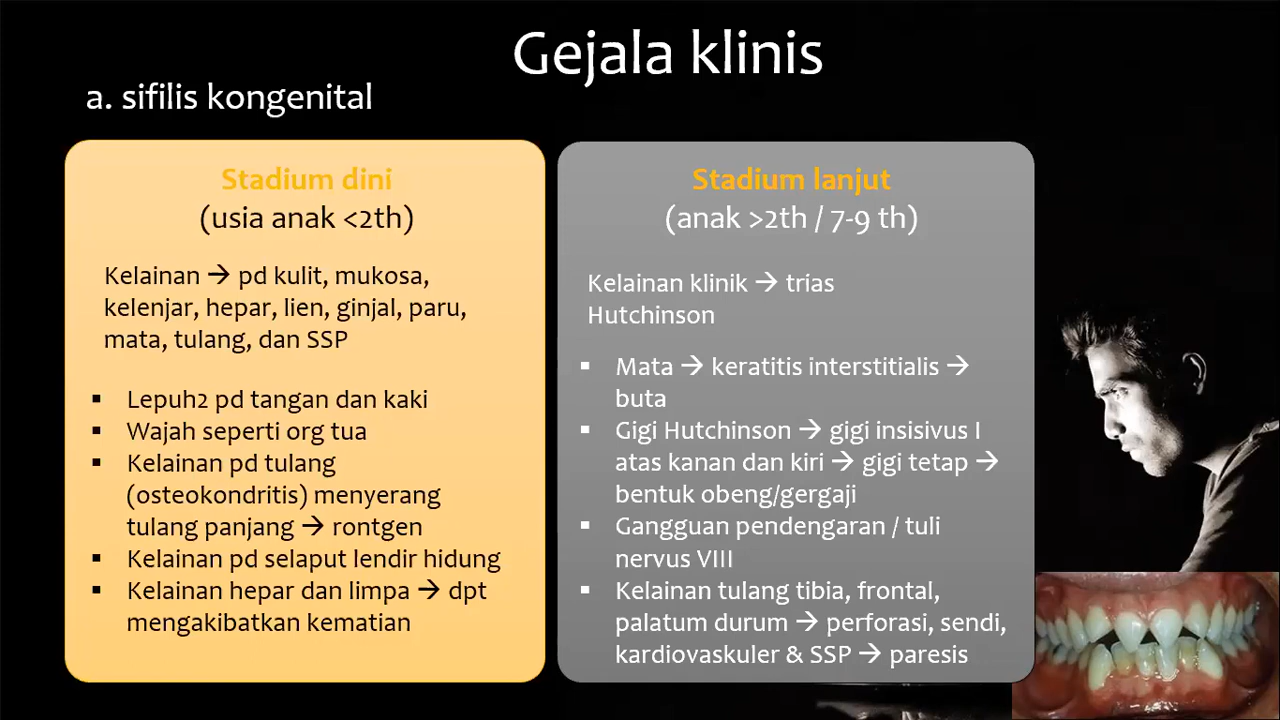 Gejala klinis
a. sifilis kongenital
Stadium dini
(usia anak <2th)
Kelainan → pd kulit, mukosa,
kelenjar, hepar, lien, ginjal, paru,
mata, tulang, dan SSP
▪ Lepuh2 pd tangan dan kaki
▪ Wajah seperti org tua
▪ Kelainan pd tulang
(osteokondritis) menyerang
tulang panjang → rontgen
▪ Kelainan pd selaput lendir hidung
▪ Kelainan hepar dan limpa → dpt
mengakibatkan kematian
Stadium lanjut
(anak >2th / 7-9 th)
Kelainan klinik → trias
Hutchinson
▪ Mata → keratitis interstitialis →
buta
▪ Gigi Hutchinson → gigi insisivus I
atas kanan dan kiri → gigi tetap →
bentuk obeng/gergaji
▪ Gangguan pendengaran / tuli
nervus VIII
▪ Kelainan tulang tibia, frontal,
palatum durum → perforasi, sendi,
kardiovaskuler & SSP → paresis